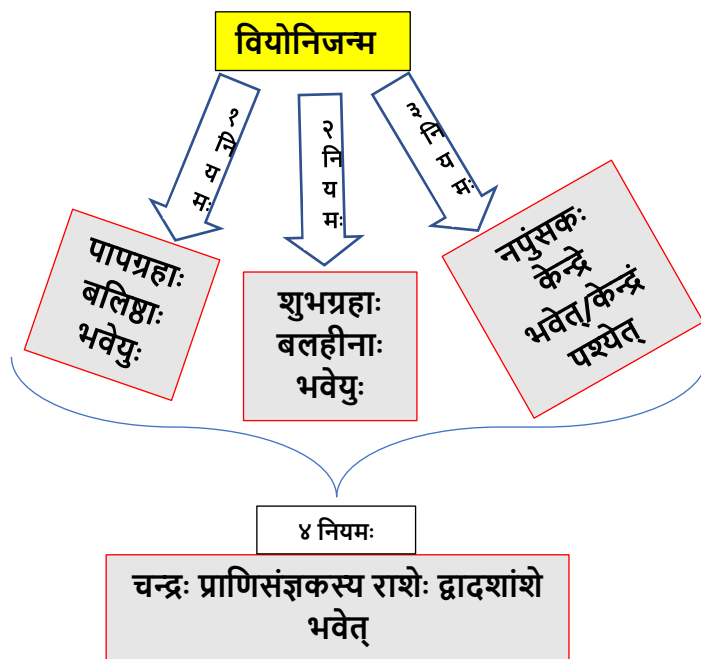 वियोनिजन्म
१ नियमः
२ नियमः
३ नियमः
पापग्रहाः
बलिष्ठाः
भवेयुः
शुभग्रहाः
बलहीनाः
भवेयुः
नपुंसकः
केन्द्रे
भवेत्/केन्द्रं
पश्येत्
४ नियमः
चन्द्रः प्राणिसंज्ञकस्य राशेः द्वादशांशे
भवेत्